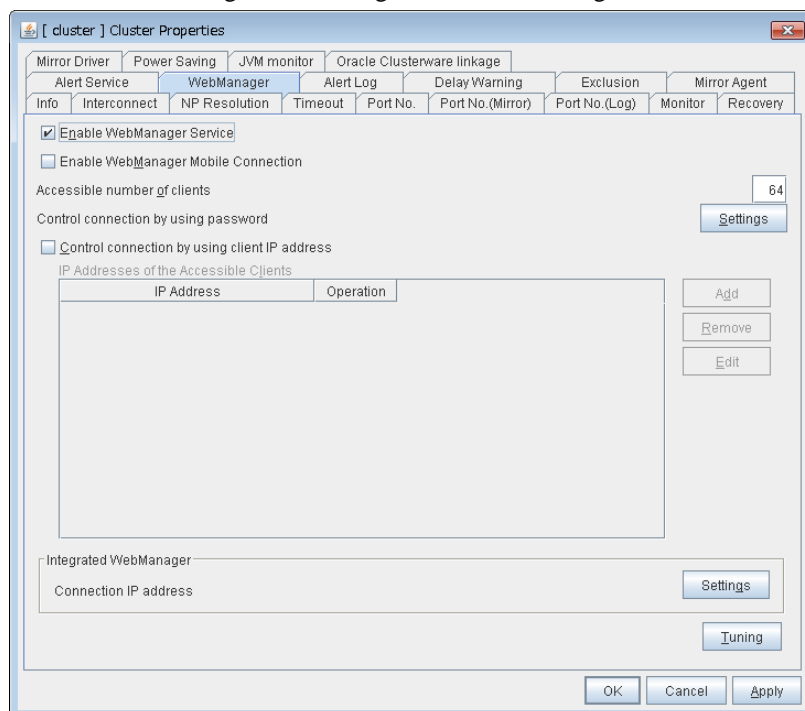 [ cluster ] Cluster Properties
Mirror Driver Power Saving JVM monitor Oracle Clusterware linkage
Alert Service WebManager Alert Log Delay Warning Exclusion Mirror Agent
Info Interconnect NP Resolution Timeout Port No. Port No.(Mirror) Port No.(Log) Monitor Recovery
Enable WebManager Service
Enable WebManager Mobile Connection
Accessible number of clients 64
Control connection by using password Settings
Control connection by using client IP address
IP Addresses of the Accessible Clients
IP Address Operation
Add
Remove
Edit
Integrated WebManager
Connection IP address Settings
Tuning
OK Cancel Apply